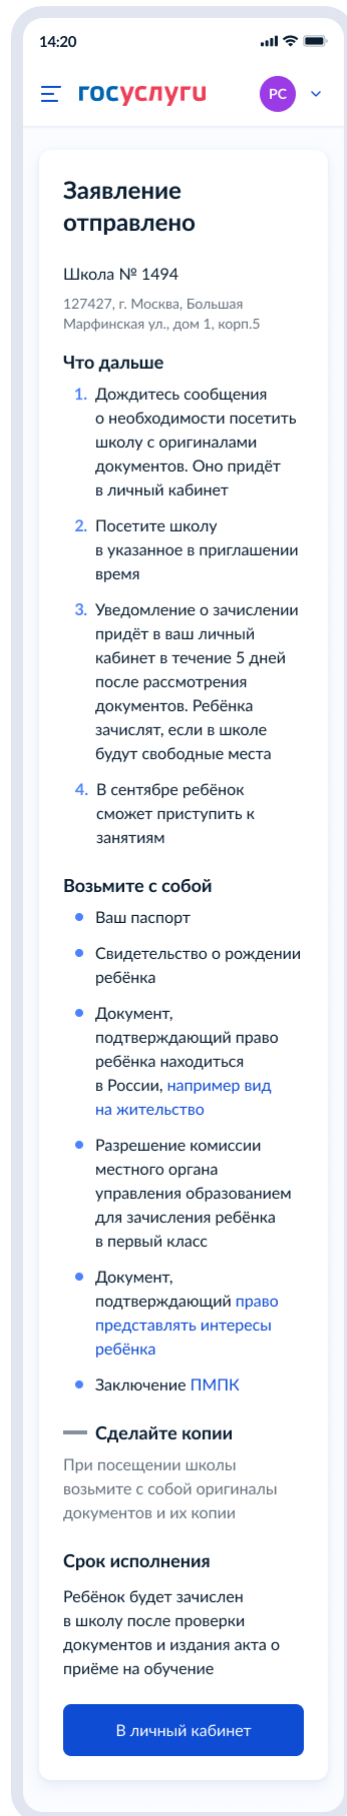 14:20
госуслуги
РС
Заявление
отправлено
Школа № 1494
127427, г. Москва, Большая
Марфинская ул., дом 1, корп.5
Что дальше
1. Дождитесь сообщения
о необходимости посетить
школу с оригиналами
документов. Оно придёт
в личный кабинет
2. Посетите школу
в указанное в приглашении
время
3. Уведомление о зачислении
придёт в ваш личный
кабинет в течение 5 дней
после рассмотрения
документов. Ребёнка
зачислят, если в школе
будут свободные места
4. В сентябре ребёнок
сможет приступить к
занятиям
Возьмите с собой
Ваш паспорт
Свидетельство о рождении
ребёнка
Документ,
подтверждающий право
ребёнка находиться
в России, например вид
на жительство
Разрешение комиссии
местного органа
управления образованием
для зачисления ребёнка
в первый класс
Документ,
подтверждающий право
представлять интересы
ребёнка
Заключение ПМПК
— Сделайте копии
При посещении школы
возьмите с собой оригиналы
документов и их копии
Срок исполнения
Ребёнок будет зачислен
в школу после проверки
документов и издания акта о
приёме на обучение
В личный кабинет